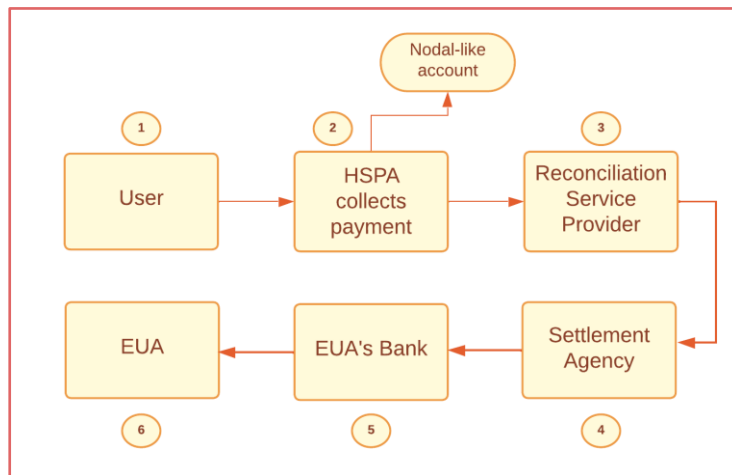 Nodal-like
account
1
2
3
User
HSPA
collects
payment
Reconciliation
Service
Provider
EUA
EUA's Bank
Settlement
Agency
6
5
4